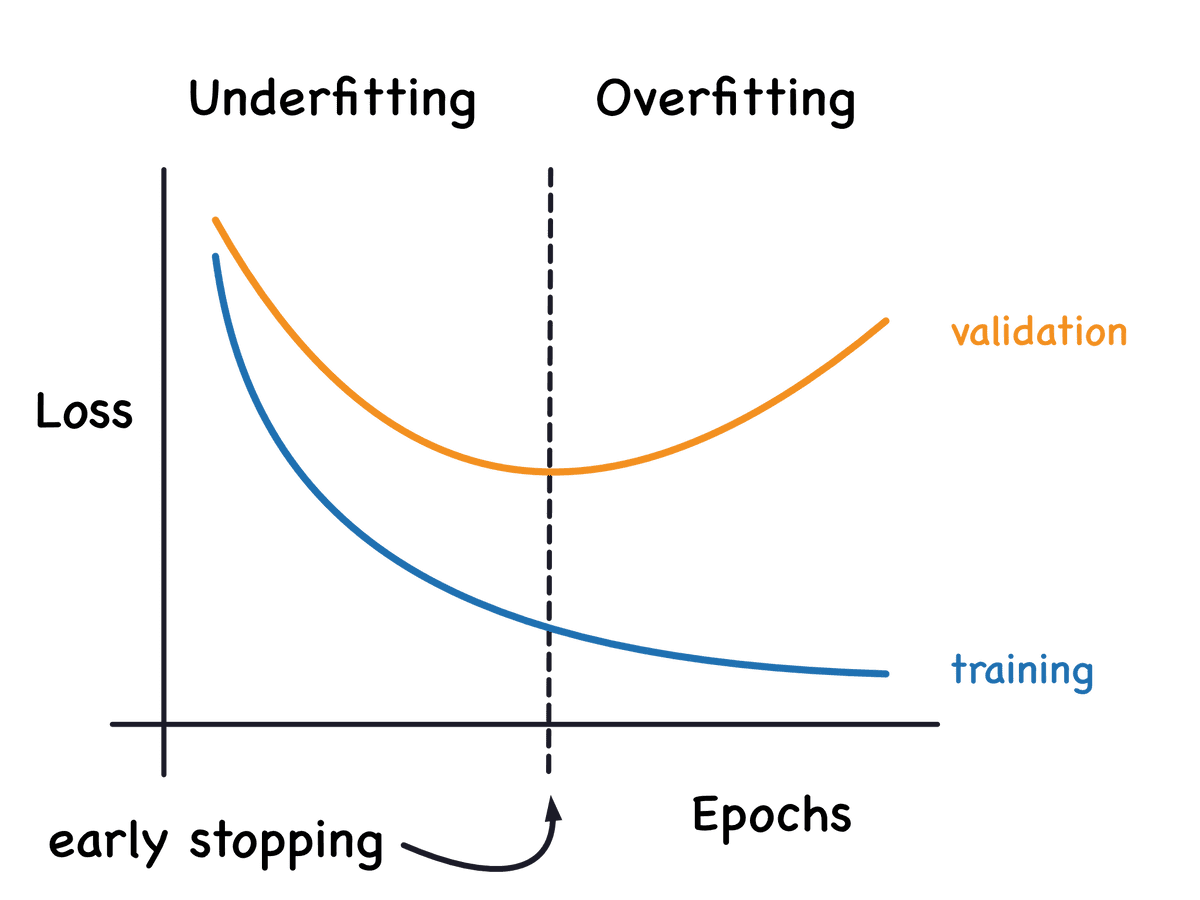 Underfitting
Overfitting
validation
Loss
training
Epochs
early stopping